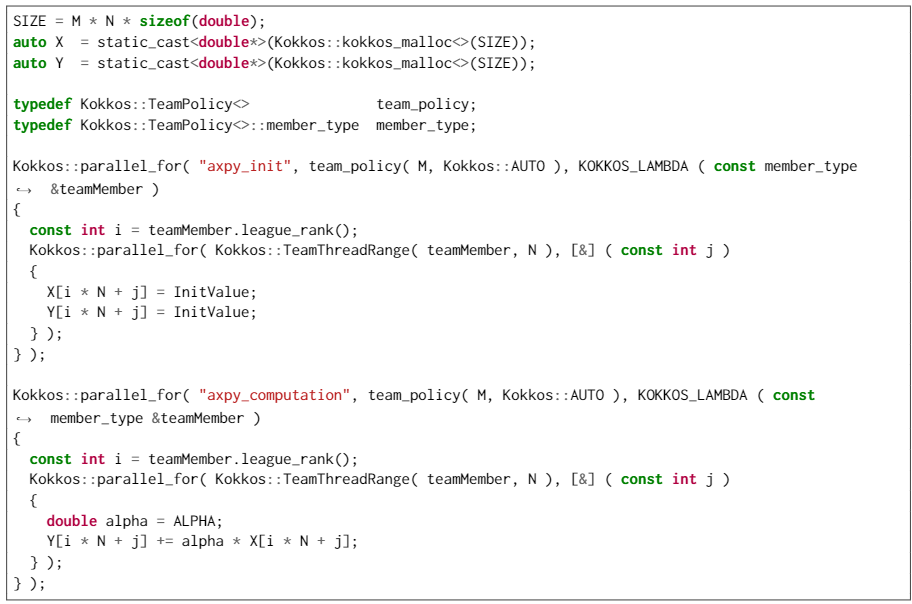 SIZE = M * N * sizeof(double);
auto X  = static_cast<double*>(Kokkos::kokkos_malloc<>(SIZE));
auto Y  = static_cast<double*>(Kokkos::kokkos_malloc<>(SIZE));

typedef Kokkos::TeamPolicy<>               team_policy;
typedef Kokkos::TeamPolicy<>::member_type  member_type;

Kokkos::parallel_for( "axpy_init", team_policy( M, Kokkos::AUTO ), KOKKOS_LAMBDA ( const member_type
↪  &teamMember )
{
  const int i = teamMember.league_rank();
  Kokkos::parallel_for( Kokkos::TeamThreadRange( teamMember, N ), [&] ( const int j )
  {
    X[i * N + j] = InitValue;
    Y[i * N + j] = InitValue;
  } );
} );

Kokkos::parallel_for( "axpy_computation", team_policy( M, Kokkos::AUTO ), KOKKOS_LAMBDA ( const
↪  member_type &teamMember )
{
  const int i = teamMember.league_rank();
  Kokkos::parallel_for( Kokkos::TeamThreadRange( teamMember, N ), [&] ( const int j )
  {
    double alpha = ALPHA;
    Y[i * N + j] += alpha * X[i * N + j];
  } );
} );